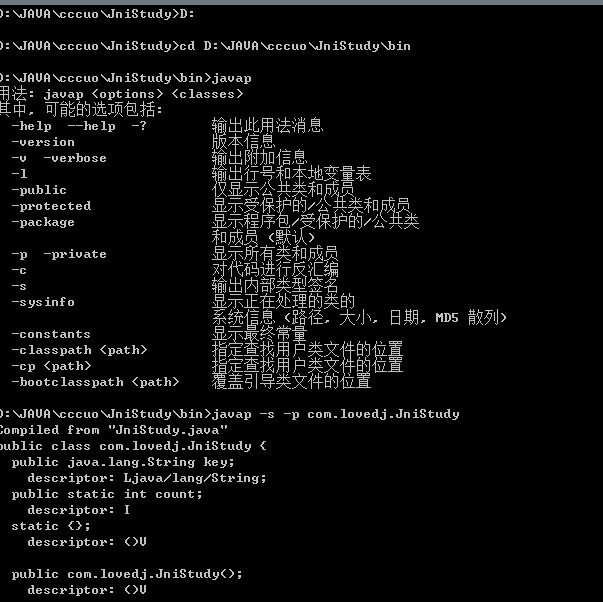 D:\JAVA\cccuo\JniStudy>D:
D:\JAVA\cccuo\JniStudy>cd D:\JAVA\cccuo\JniStudy\bin
D:\JAVA\cccuo\JniStudy\bin>javap
用法: javap <options> <classes>
其中, 可能的选项包括:
-help --help -? 输出此用法消息
-version 版本信息
-v -verbose 输出附加信息
-l 输出行号和本地变量表
-public 仅显示公共类和成员
-protected 显示受保护的/公共类和成员
-package 显示程序包/受保护的/公共类
和成员 (默认)
-p -private 显示所有类和成员
-c 对代码进行反汇编
-s 输出内部类型签名
-sysinfo 显示正在处理的类的
系统信息 (路径, 大小, 日期, MD5 散列)
-constants 显示最终常量
-classpath <path> 指定查找用户类文件的位置
-cp <path> 指定查找用户类文件的位置
-bootclasspath <path> 覆盖引导类文件的位置
D:\JAVA\cccuo\JniStudy\bin>javap -s -p com.lovedj.JniStudy
Compiled from "JniStudy.java"
public class com.lovedj.JniStudy {
public java.lang.String key;
descriptor: Ljava/lang/String;
public static int count;
descriptor: I
static {};
descriptor: ()V
public com.lovedj.JniStudy();
descriptor: ()V